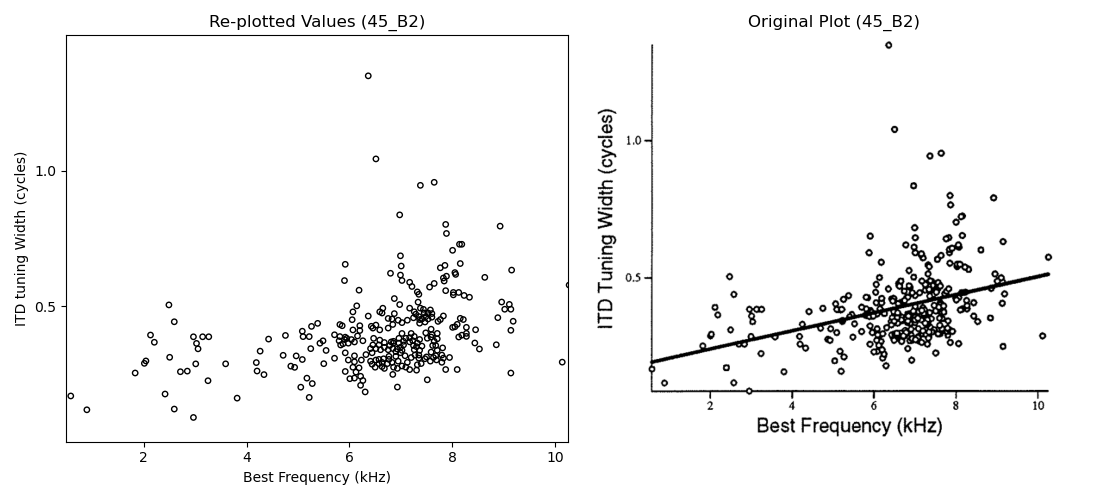 Re-plotted Values (45_B2)
ITD tuning Width (cycles)
1.0
0.5
2 4 6 8 10
Best Frequency (kHz)
Original Plot (45_B2)
ITD Tuning Width (cycles)
1.0
0.5
2 4 6 8 10
Best Frequency (kHz)